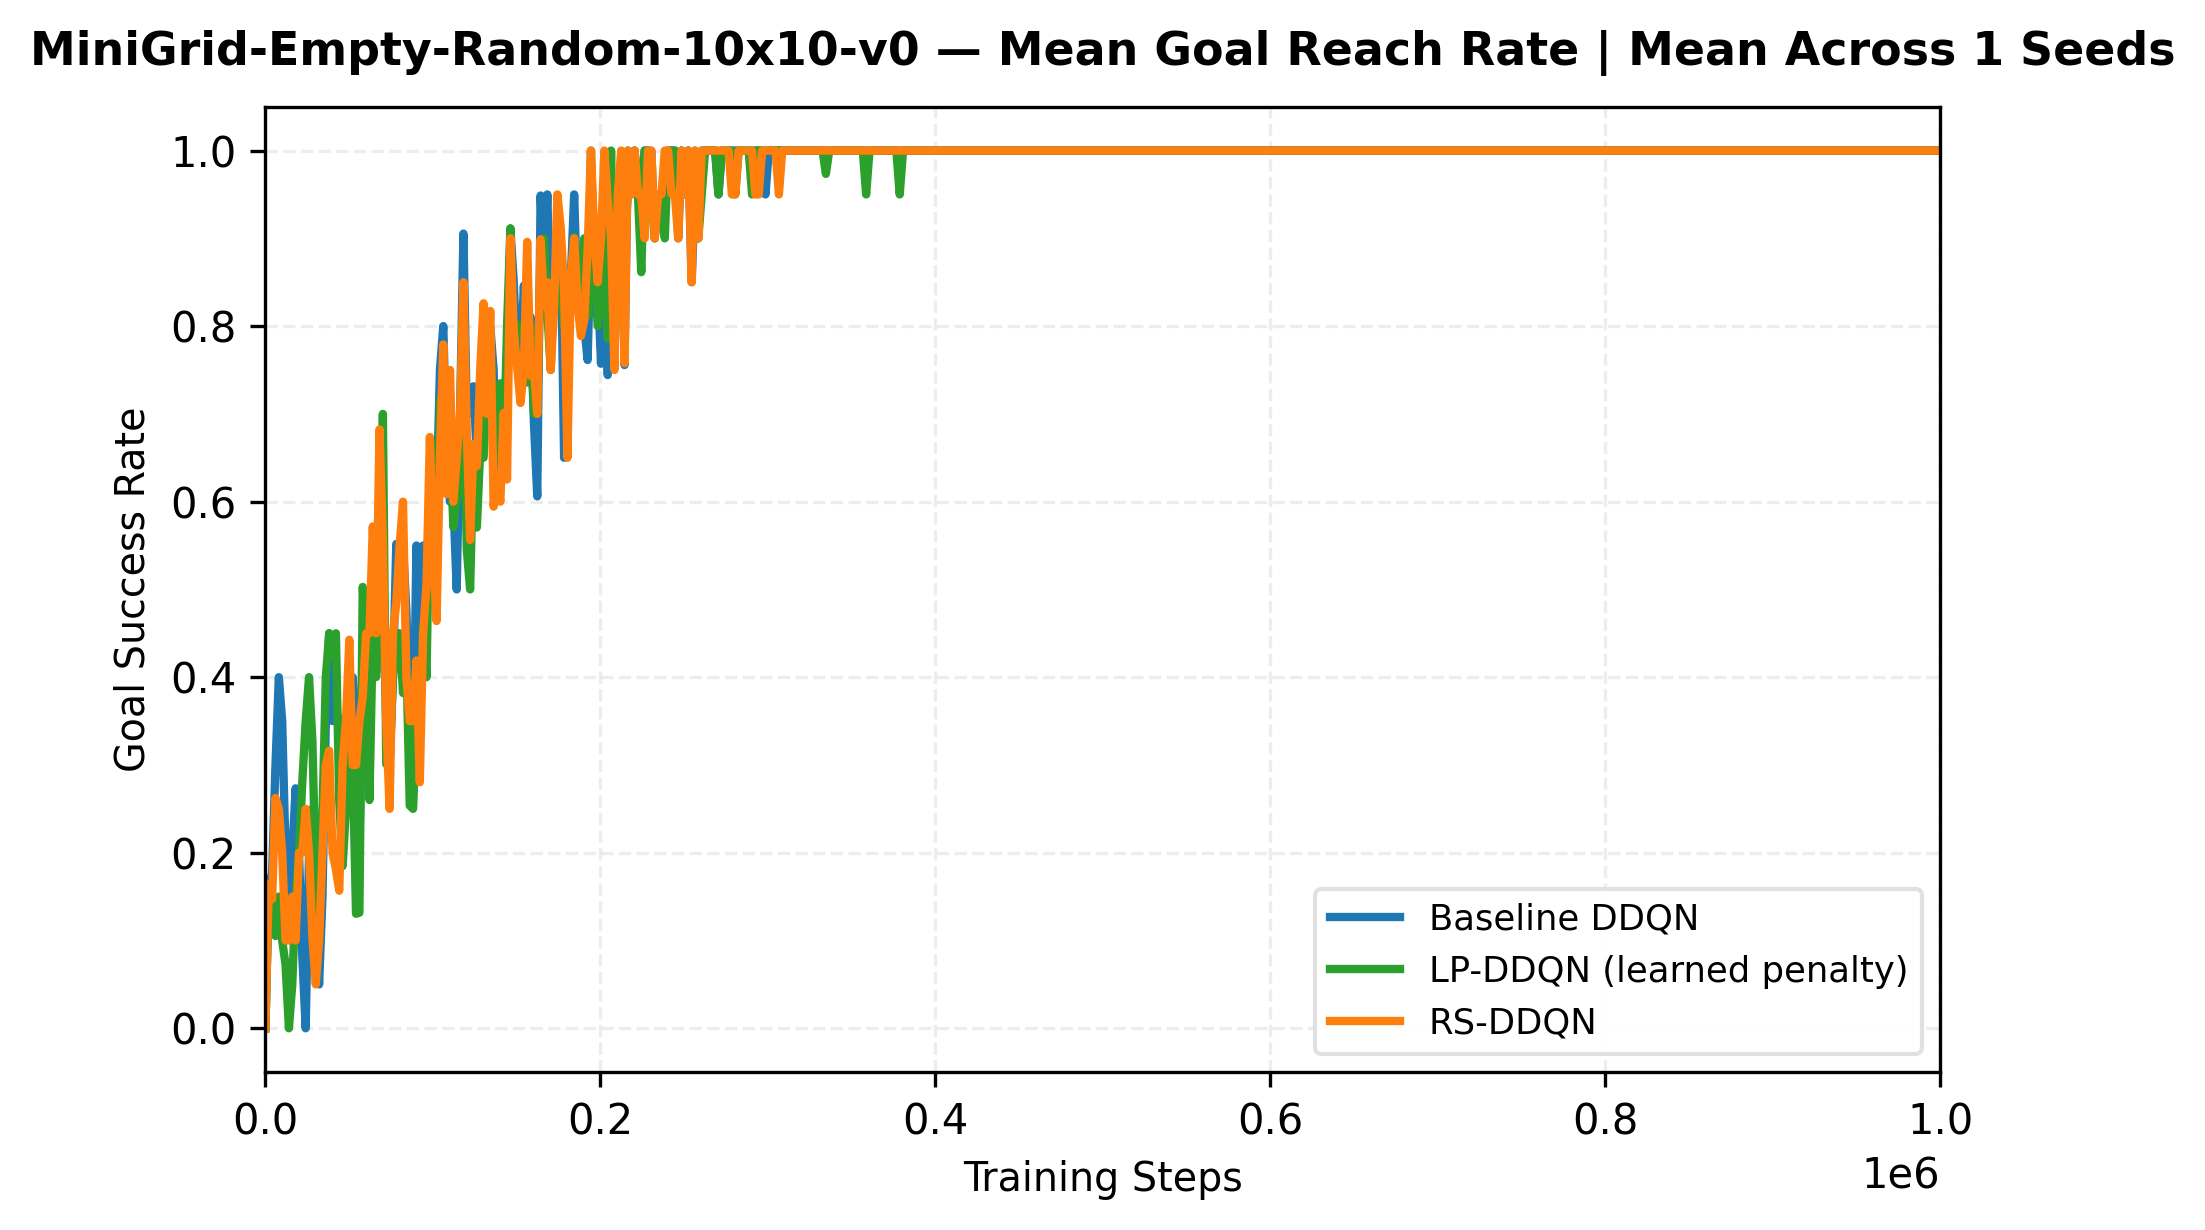 MiniGrid-Empty-Random-10x10-v0 — Mean Goal Reach Rate | Mean Across 1 Seeds
Goal Success Rate
1.0
0.8
0.6
0.4
0.2
0.0
Baseline DDQN
LP-DDQN (learned penalty)
RS-DDQN
0.0 0.2 0.4 0.6 0.8 1.0
Training Steps
1e6